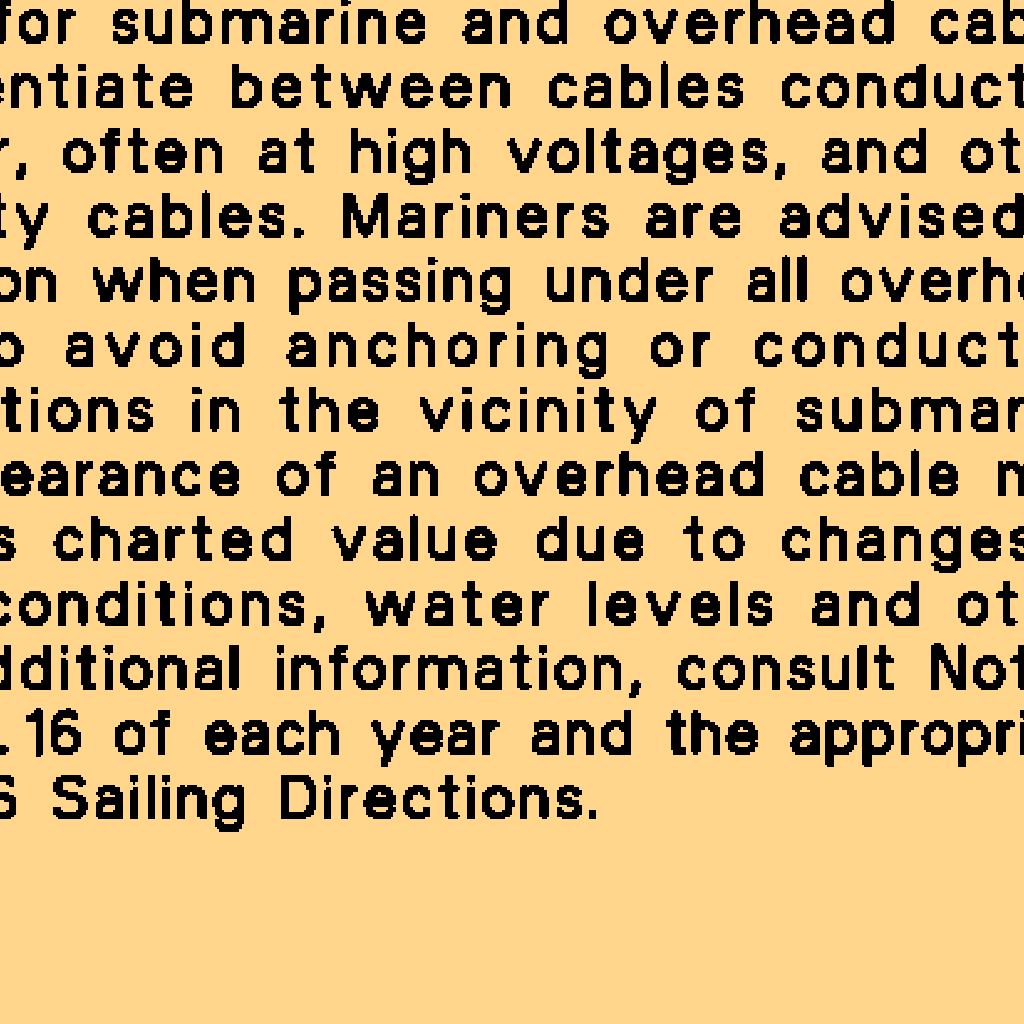 for submarine and overhead cab
entiate between cables conduct
r, often at high voltages, and ot
ty cables. Mariners are advised
on when passing under all overhe
o avoid anchoring or conduct
tions in the vicinity of submar
earance of an overhead cable m
s charted value due to changes
conditions, water levels and ot
dditional information, consult Not
. 16 of each year and the appropri
S Sailing Directions.